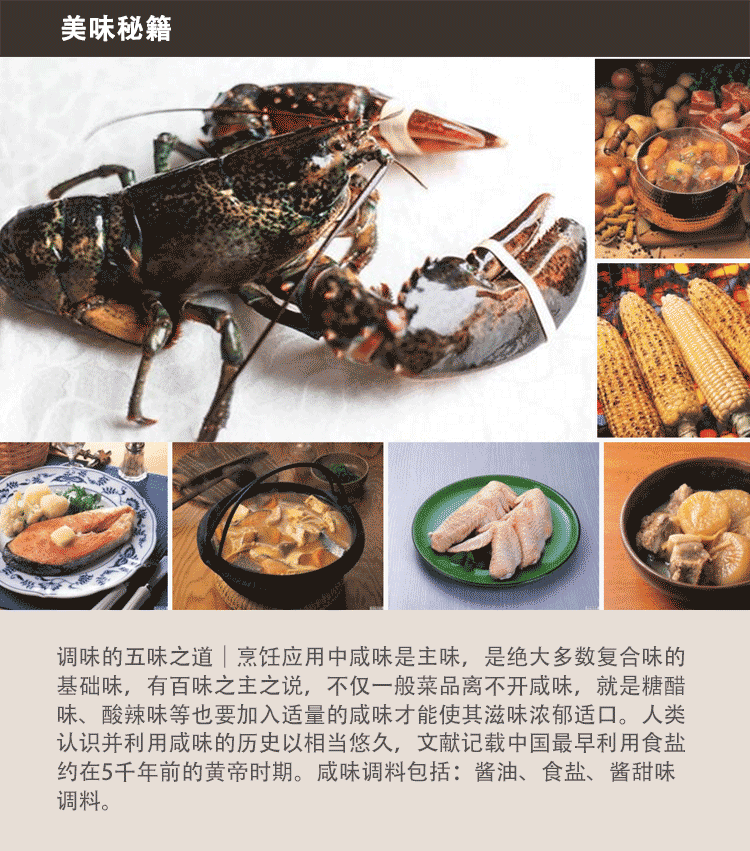 美味秘籍
调味的五味之道｜烹饪应用中咸味是主味，是绝大多数复合味的
基础味，有百味之主之说，不仅一般菜品离不开咸味，就是糖醋
味、酸辣味等也要加入适量的咸味才能使其滋味浓郁适口。人类
认识并利用咸味的历史以相当悠久，文献记载中国最早利用食盐
约在5千年前的黄帝时期。咸味调料包括：酱油、食盐、酱甜味
调料。